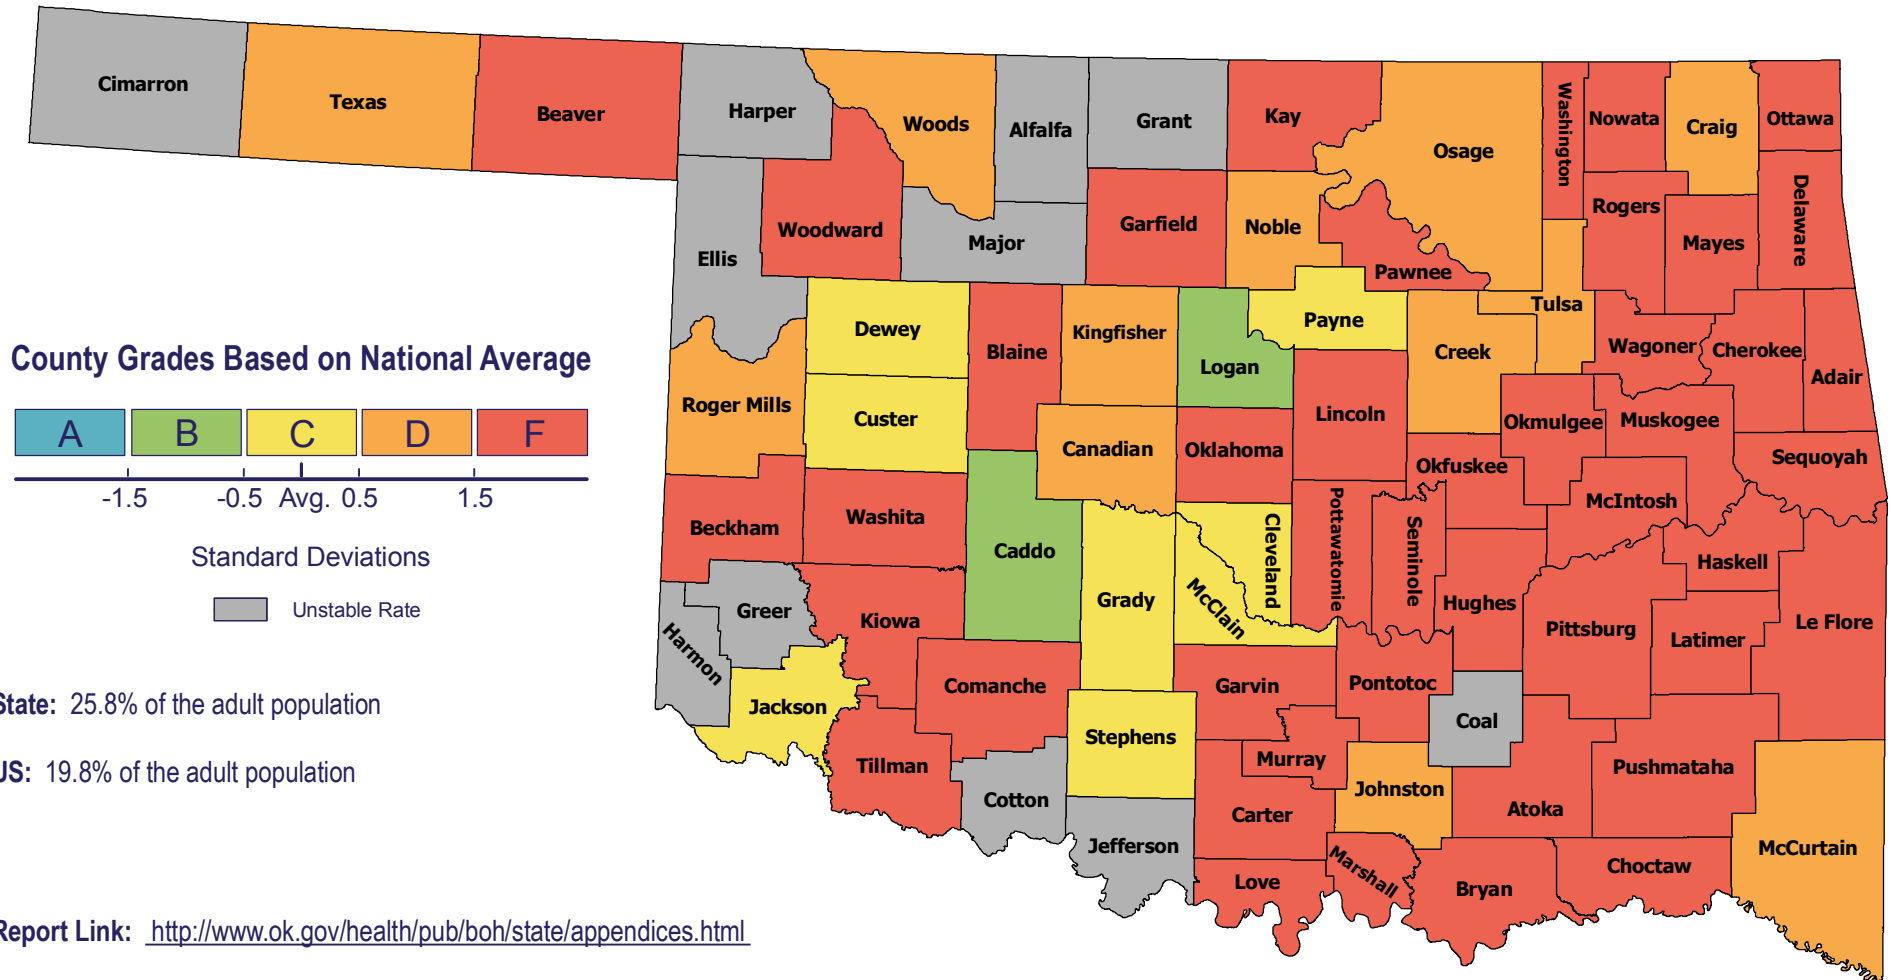 Cimarron
Texas
Beaver
Harper
Woods
Alfalfa
Grant
Kay
Osage
Washington
Nowata
Craig
Ottawa
Ellis
Woodward
Major
Garfield
Noble
Pawnee
Rogers
Mayes
Delaware
Dewey
Blaine
Kingfisher
Logan
Payne
Creek
Tulsa
Wagoner
Cherokee
Adair
Roger Mills
Custer
Canadian
Oklahoma
Lincoln
Okmulgee
Muskogee
Sequoyah
Okfuskee
McIntosh
Beckham
Washita
Caddo
Grady
McClain
Cleveland
Pottawatomie
Seminole
Hughes
Haskell
Pittsburg
Latimer
Le Flore
Harmon
Greer
Kiowa
Jackson
Comanche
Tillman
Cotton
Stephens
Jefferson
Garvin
Murray
Pontotoc
Coal
Johnston
Carter
Love
Marshall
Atoka
Bryan
Pushmataha
Choctaw
McCurtain
County Grades Based on National Average
A B C D F
-1.5 -0.5 Avg. 0.5 1.5
Standard Deviations
Unstable Rate
State: 25.8% of the adult population
US: 19.8% of the adult population
Report Link: http://www.ok.gov/health/pub/boh/state/appendices.html